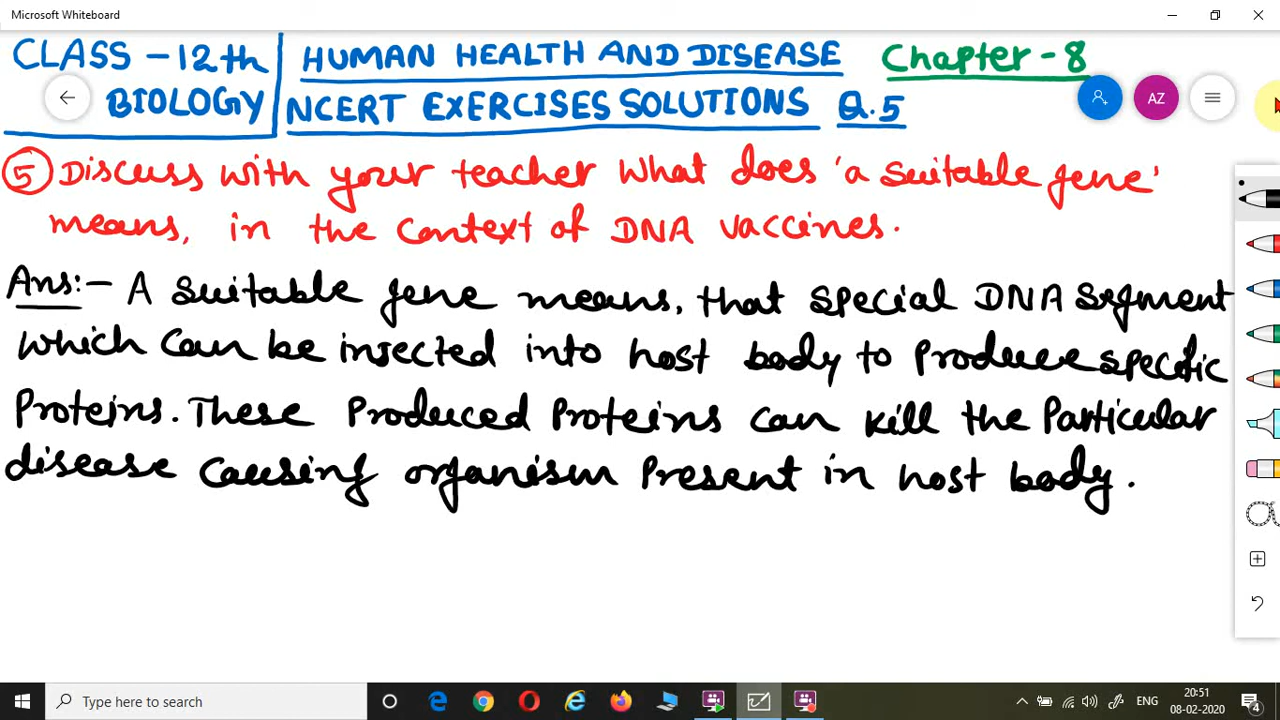 Microsoft Whiteboard
CLASS - 12th HUMAN HEALTH AND DISEASE Chapter - 8
BIOLOGY NCERT EXERCISES SOLUTIONS Q.5
AZ
5 Discuss with your teacher What does 'a suitable gene'
means, in the context of DNA vaccines.
Ans:- A suitable gene means, that special DNA segment
which can be injected into host body to produce specific
Proteins. These Produced Proteins can kill the Particular
disease causing organism Present in host body.
Type here to search
ENG
20:51
08-02-2020
4